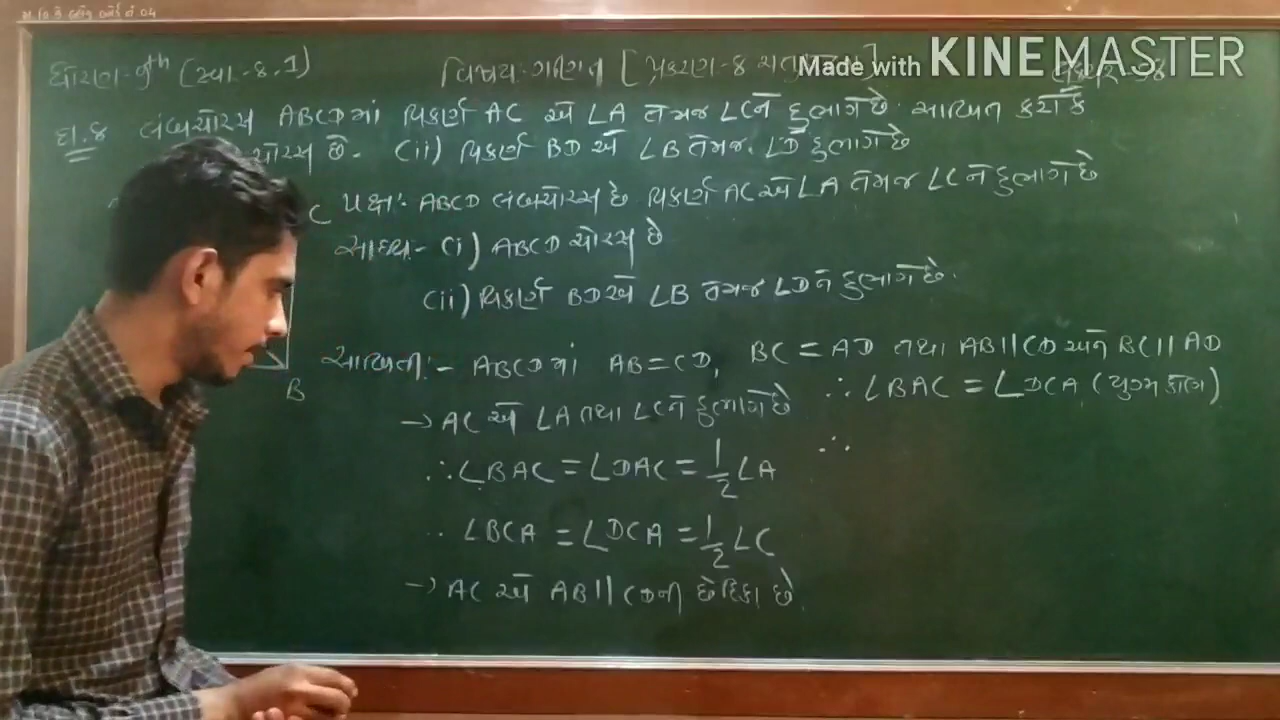 ધોરણ-9th (સ્વા-8.1) વિષય-ગણિત [પ્રકરણ-8
Made with KINEMASTER
દા.8 લંબચોરસ ABCDમાં વિકર્ણ AC એ ∠A તેમજ ∠Cને દુભાગે છે. સાબિત કરો કે
છે. (ii) વિકર્ણ BD એ ∠B તેમજ ∠D દુભાગે છે
C પક્ષ:- ABCD લંબચોરસ છે વિકર્ણ AC એ ∠A તેમજ ∠Cને દુભાગે છે
સાધ્ય- (i) ABCD ચોરસ છે
(ii) વિકર્ણ BD એ ∠B તેમજ ∠Dને દુભાગે છે.
સાબિતી:- ABCDમાં AB=CD, BC=AD તથા AB||CD અને BC||AD
B
→ AC એ ∠A તથા ∠Cને દુભાગે છે ∴ ∠BAC = ∠DCA (યુગ્મકોણ)
∴ ∠BAC = ∠DAC = 1/2 ∠A ∴
∴ ∠BCA = ∠DCA = 1/2 ∠C
→ AC એ AB||CDની છેદિકા છે.